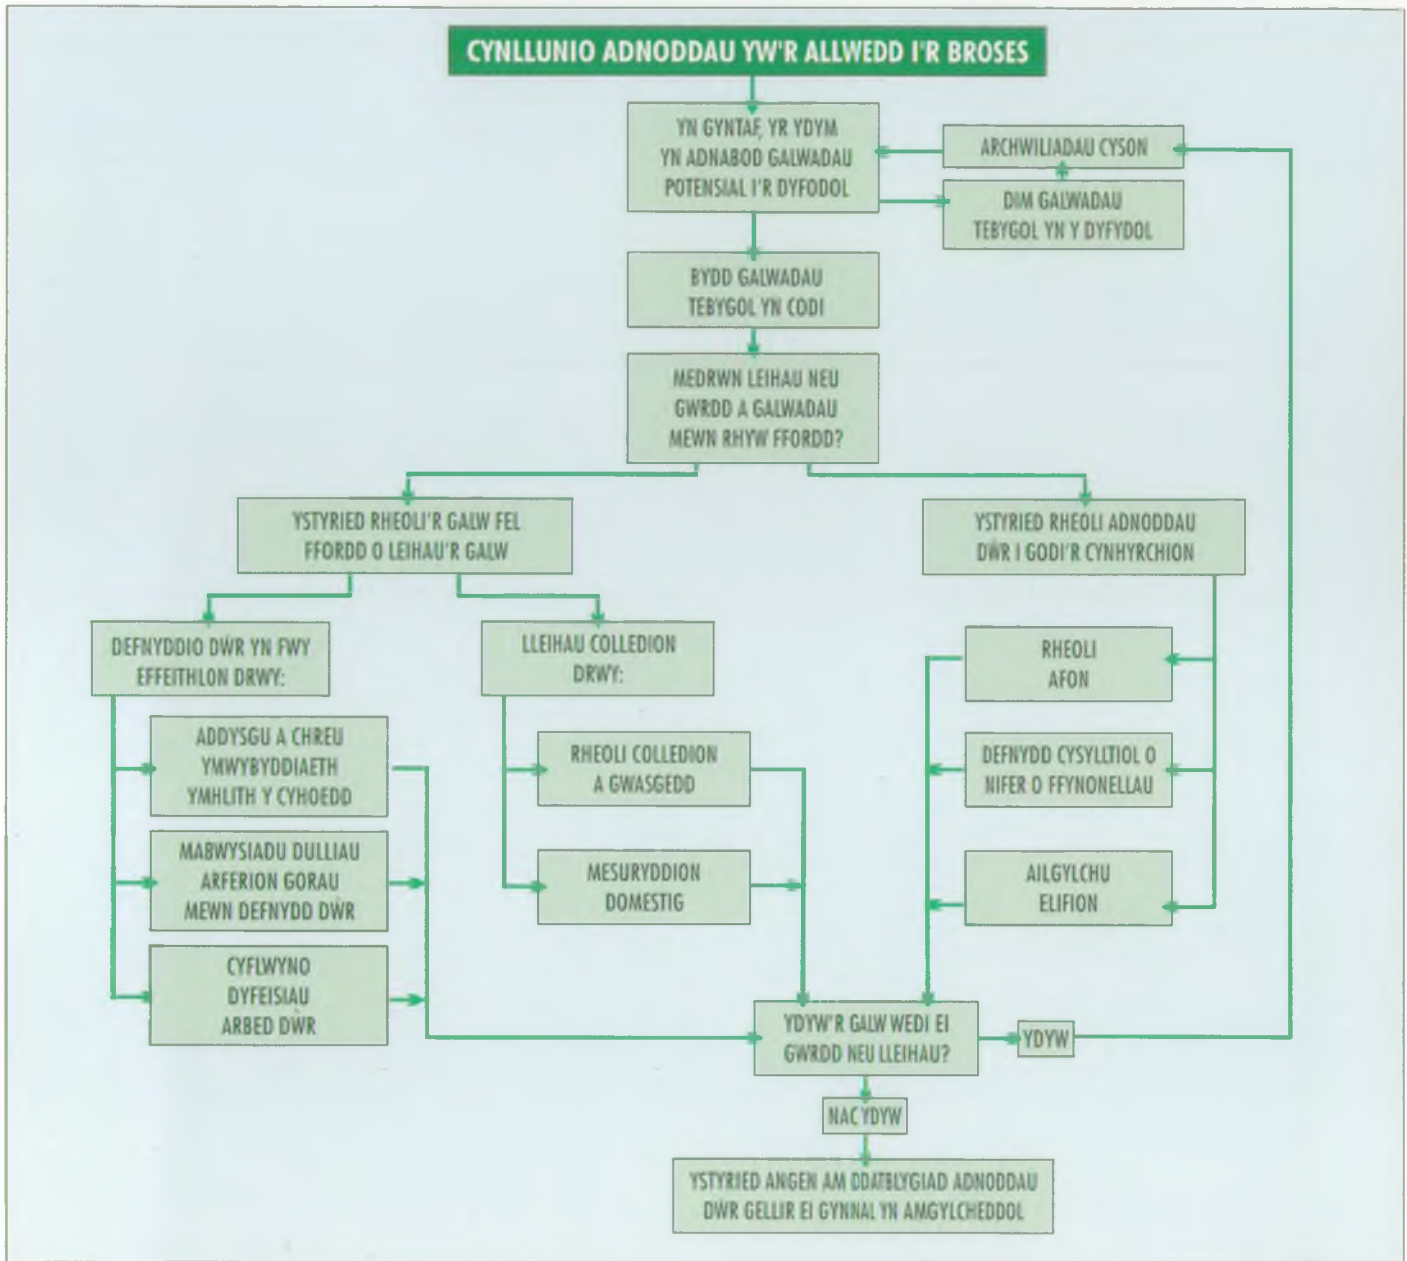 CYNLLUNIO ADNODDAU YW'R ALLWEDD I'R BROSES
YN GYNTAF, YR YDYM
YN ADNABOD GALWADAU
POTENSIAL I'R DYFODOL
ARCHWILIADAU CYSON
DIM GALWADAU
TEBYGOL YN Y DYFYDOL
BYDD GALWADAU
TEBYGOL YN CODI
MEDRWN LEIHAU NEU
GWRDD A GALWADAU
MEWN RHYW FFORDD?
YSTYRIED RHEOLI'R GALW FEL
FFORDD O LEIHAU'R GALW
YSTYRIED RHEOLI ADNODDAU
DŴR I GODI'R CYNHYRCHION
DEFNYDDIO DŴR YN FWY
EFFEITHLON DRWY:
LLEIHAU COLLEDION
DRWY:
RHEOLI
AFON
ADDYSGU A CHREU
YMWYBYDDIAETH
YMHLITH Y CYHOEDD
RHEOLI COLLEDION
A GWASGEDD
DEFNYDD CYSYLLTIOL O
NIFER O FFYNONELLAU
MABWYSIADU DULLIAU
ARFERION GORAU
MEWN DEFNYDD DŴR
MESURYDDION
DOMESTIG
AILGYLCHU
ELIFION
CYFLWYNO
DYFEISIAU
ARBED DŴR
YDYW'R GALW WEDI EI
GWRDD NEU LLEIHAU?
YDYW
NAC YDYW
YSTYRIED ANGEN AM DDATBLYGIAD ADNODDAU
DŴR GELLIR EI GYNNAL YN AMGYLCHEDDOL